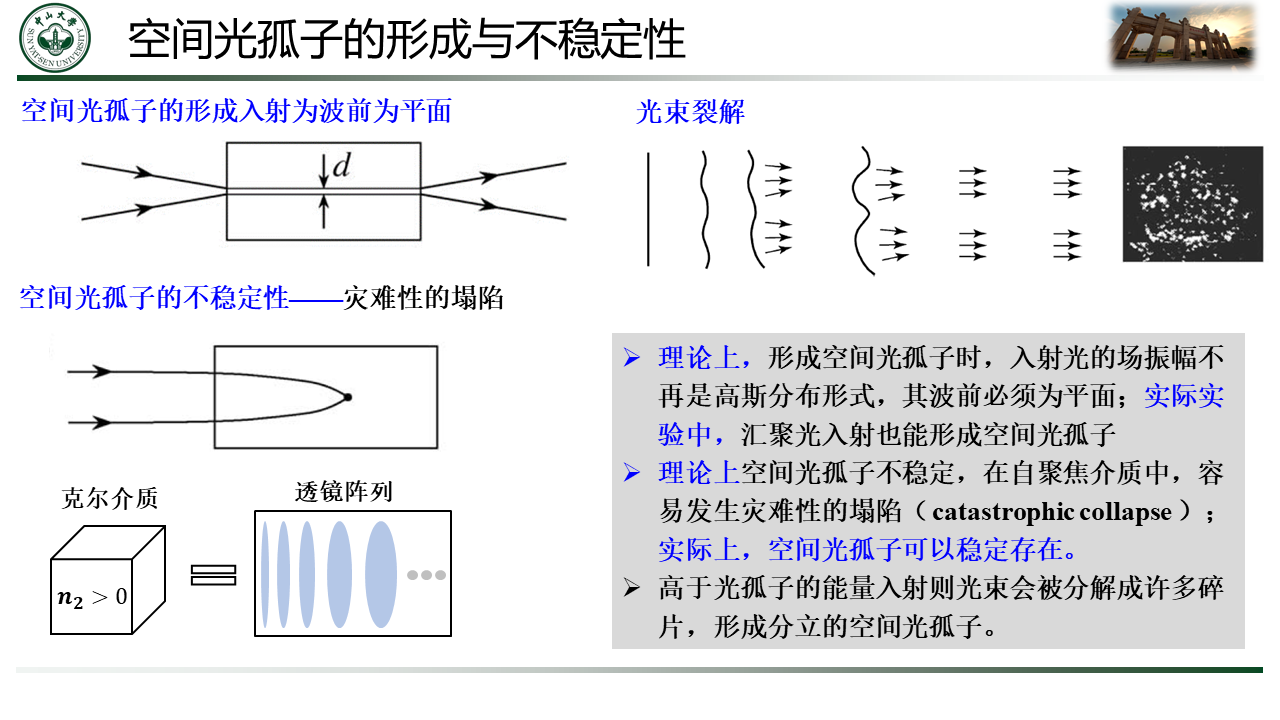 中山大学
SUN YAT-SEN UNIVERSITY
空间光孤子的形成与不稳定性
空间光孤子的形成入射为波前为平面
d
空间光孤子的不稳定性——灾难性的塌陷
克尔介质
n₂ > 0
透镜阵列
光束裂解
➢ 理论上，形成空间光孤子时，入射光的场振幅不
再是高斯分布形式，其波前必须为平面；实际实
验中，汇聚光入射也能形成空间光孤子
➢ 理论上空间光孤子不稳定，在自聚焦介质中，容
易发生灾难性的塌陷（catastrophic collapse）；
实际上，空间光孤子可以稳定存在。
➢ 高于光孤子的能量入射则光束会被分解成许多碎
片，形成分立的空间光孤子。